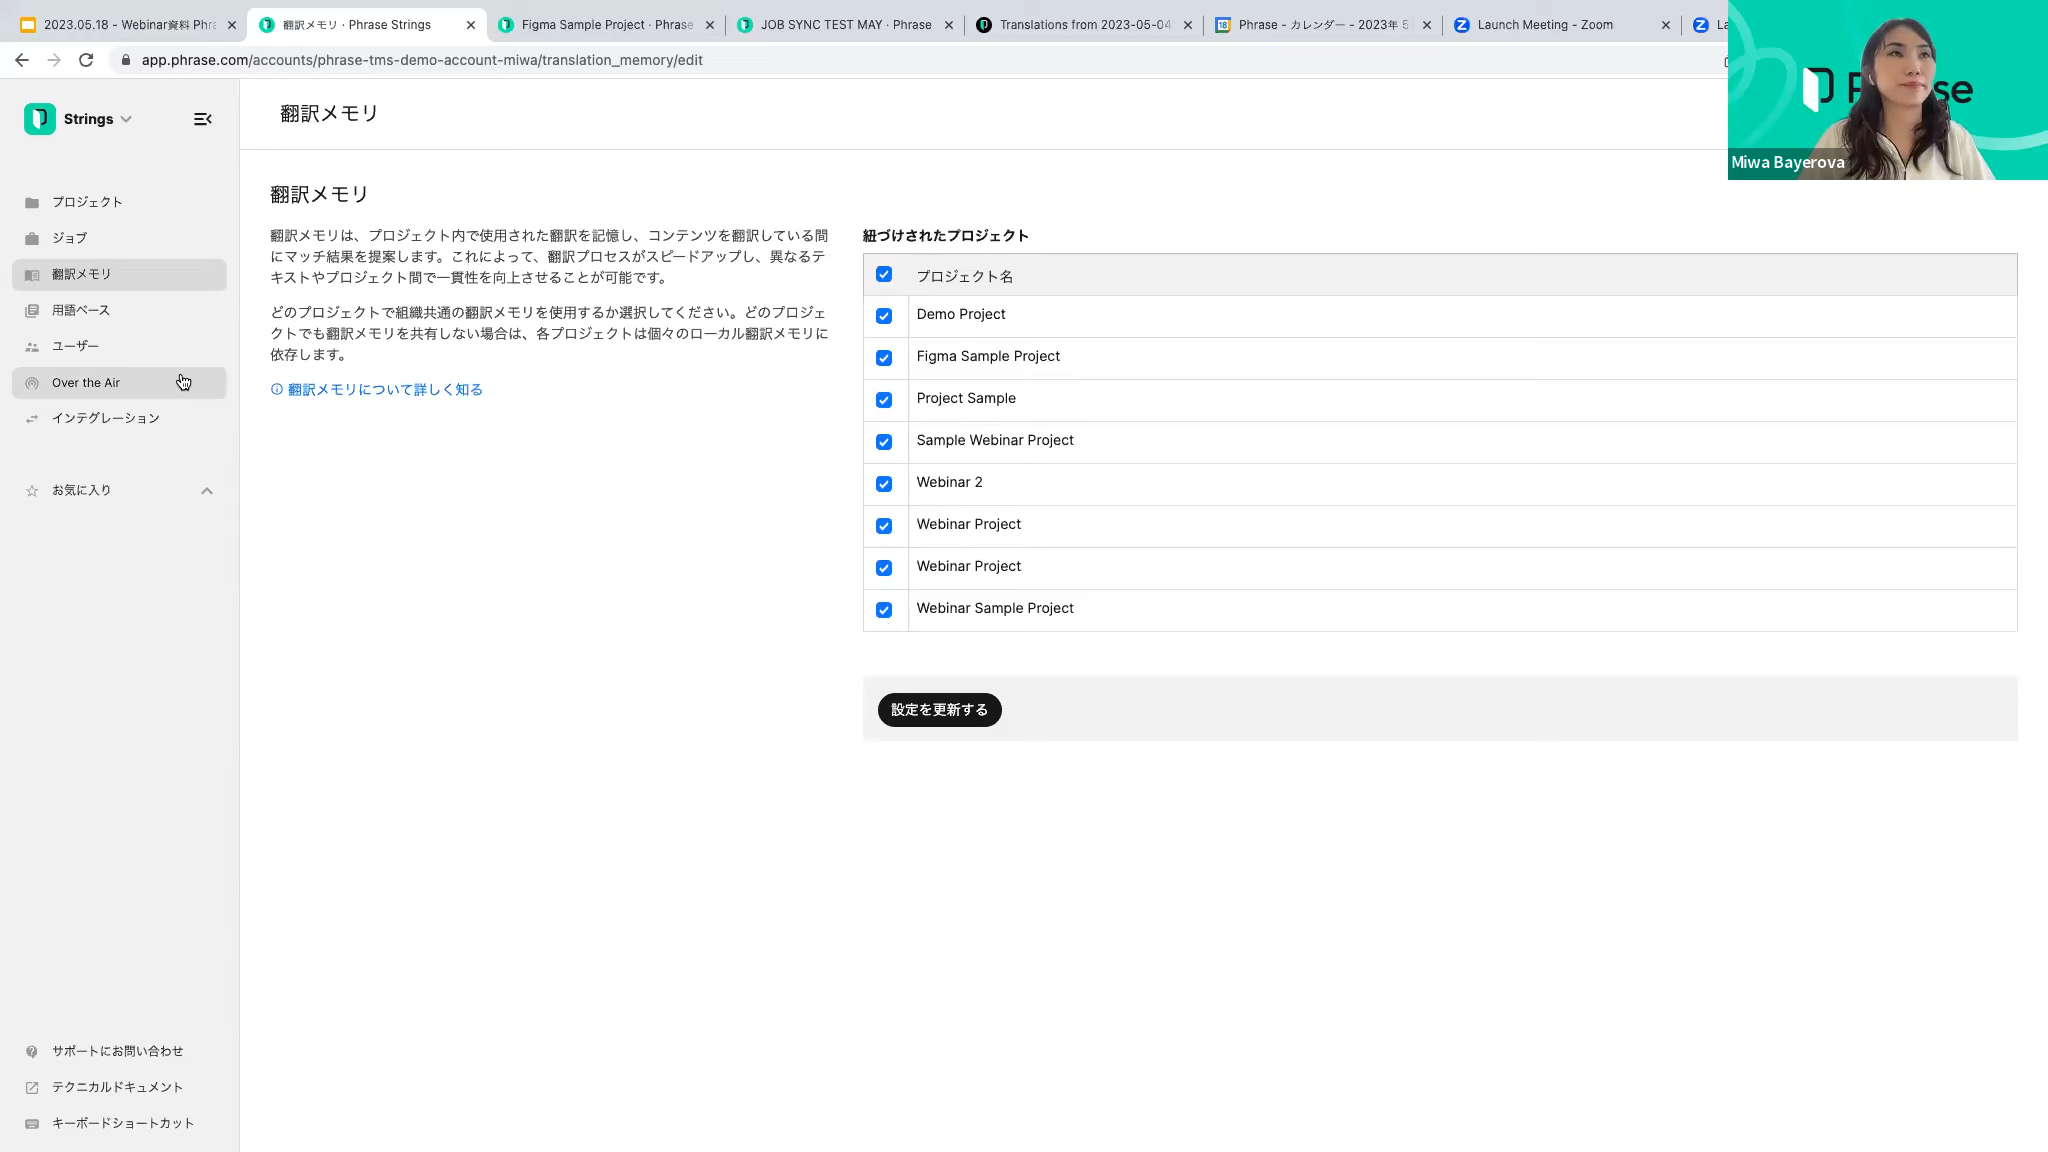 2023.05.18 - Webinar資料 Phra
翻訳メモリ · Phrase Strings
Figma Sample Project · Phrase
JOB SYNC TEST MAY · Phrase
Translations from 2023-05-04
Phrase - カレンダー - 2023年 5
Launch Meeting - Zoom
La
app.phrase.com/accounts/phrase-tms-demo-account-miwa/translation_memory/edit
Miwa Bayerova
Strings
プロジェクト
ジョブ
翻訳メモリ
用語ベース
ユーザー
Over the Air
インテグレーション
お気に入り
サポートにお問い合わせ
テクニカルドキュメント
キーボードショートカット
翻訳メモリ
翻訳メモリ
翻訳メモリは、プロジェクト内で使用された翻訳を記憶し、コンテンツを翻訳している間
にマッチ結果を提案します。これによって、翻訳プロセスがスピードアップし、異なるテ
キストやプロジェクト間で一貫性を向上させることが可能です。
どのプロジェクトで組織共通の翻訳メモリを使用するか選択してください。どのプロジェ
クトでも翻訳メモリを共有しない場合は、各プロジェクトは個々のローカル翻訳メモリに
依存します。
翻訳メモリについて詳しく知る
紐づけされたプロジェクト
プロジェクト名
Demo Project
Figma Sample Project
Project Sample
Sample Webinar Project
Webinar 2
Webinar Project
Webinar Project
Webinar Sample Project
設定を更新する